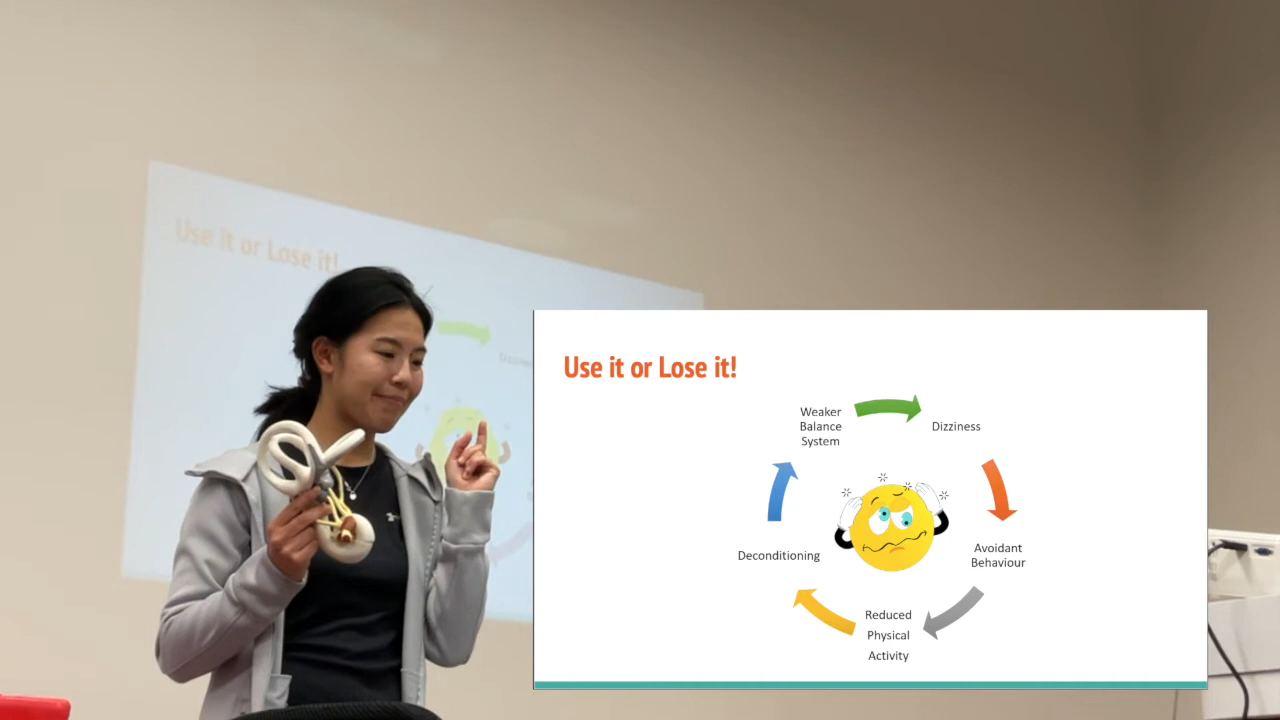 Use it or Lose it!
Use it or Lose it!
Weaker
Balance
System
Dizziness
Avoidant
Behaviour
Reduced
Physical
Activity
Deconditioning